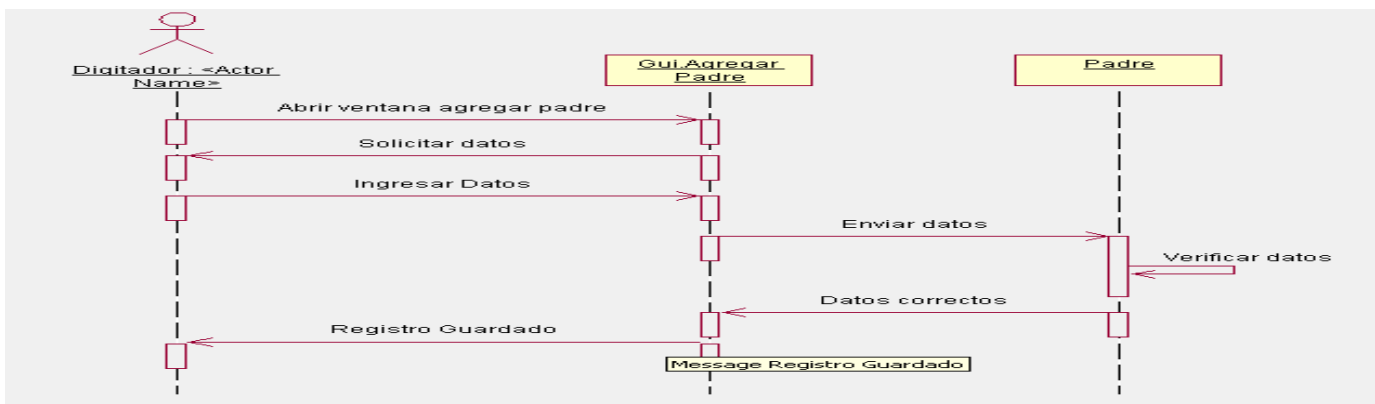 Digitador : <Actor
Name>
Gui.Agregar
Padre
Padre
Abrir ventana agregar padre
Solicitar datos
Ingresar Datos
Enviar datos
Verificar datos
Datos correctos
Registro Guardado
Message Registro Guardado